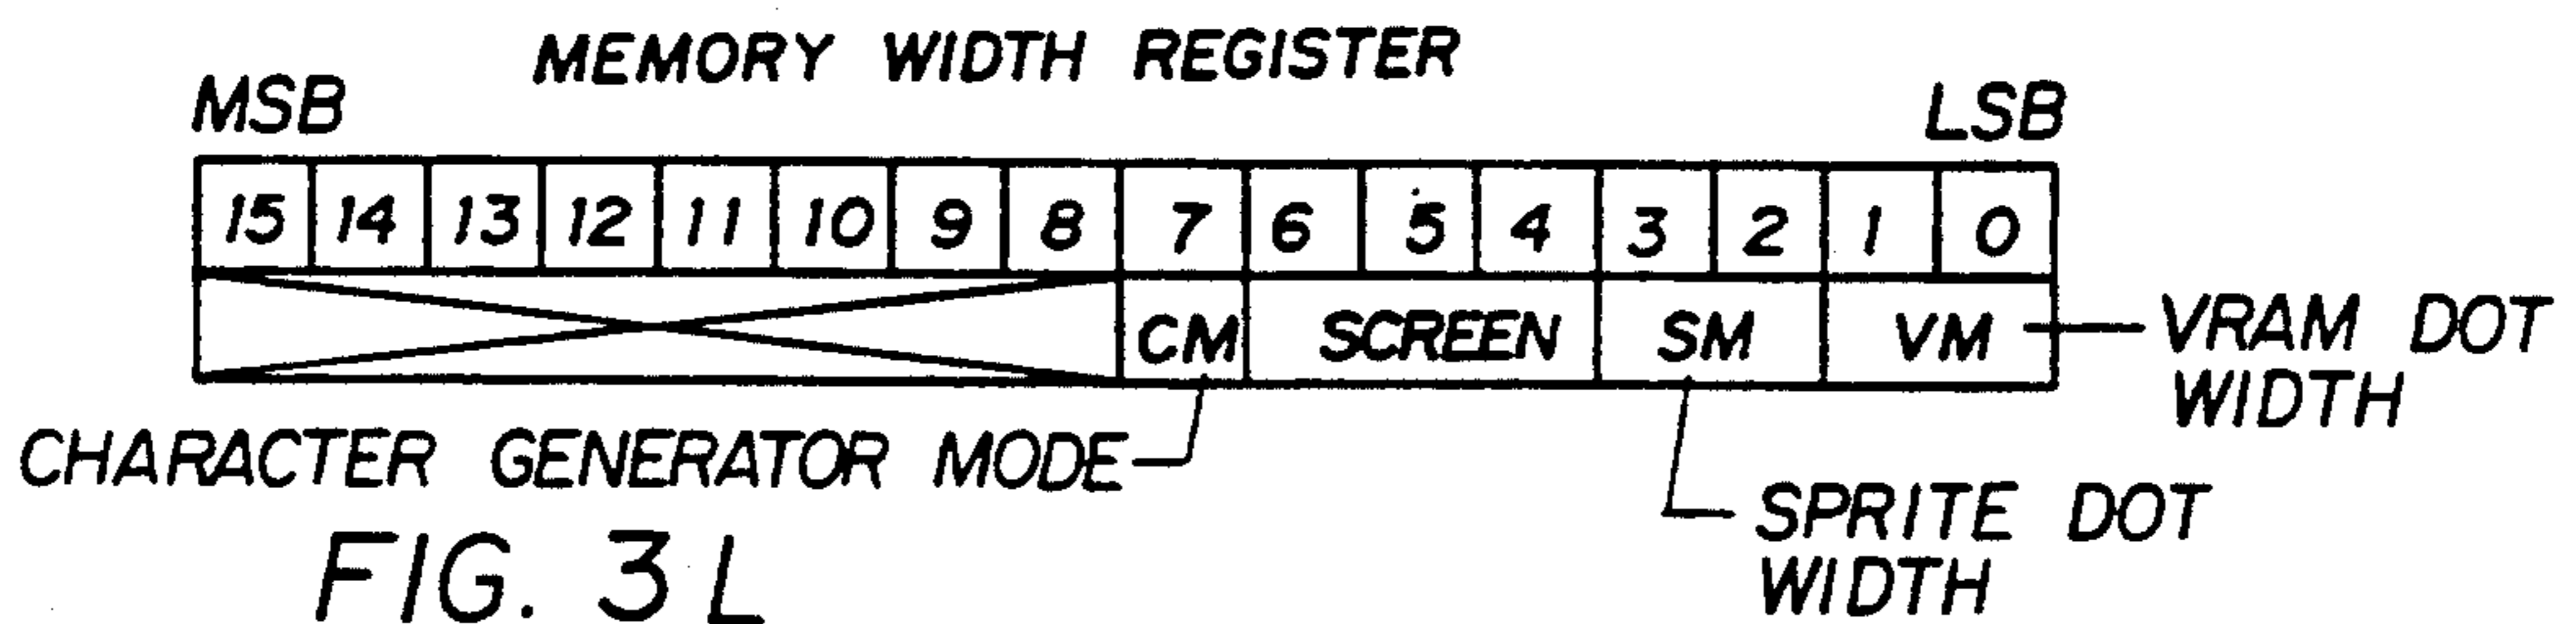 MEMORY WIDTH REGISTER
MSB LSB
15 14 13 12 11 10 9 8 7 6 5 4 3 2 1 0
CM SCREEN SM VM
VRAM DOT
WIDTH
CHARACTER GENERATOR MODE
SPRITE DOT
WIDTH
FIG. 3L